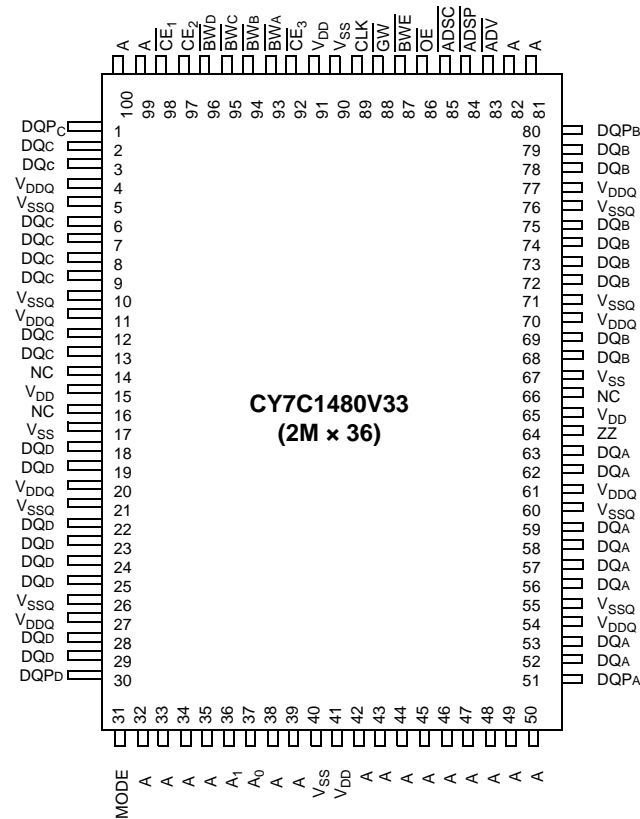 A A CE1 CE2 BWD BWC BWB BWA CE3 VDD VSS CLK GW BWE OE ADSC ADSP ADV A A
100 99 98 97 96 95 94 93 92 91 90 89 88 87 86 85 84 83 82 81
DQPC 1 80 DQPB
DQC 2 79 DQB
DQC 3 78 DQB
VDDQ 4 77 VDDQ
VSSQ 5 76 VSSQ
DQC 6 75 DQB
DQC 7 74 DQB
DQC 8 73 DQB
DQC 9 72 DQB
VSSQ 10 71 VSSQ
VDDQ 11 70 VDDQ
DQC 12 69 DQB
DQC 13 68 DQB
NC 14 67 VSS
VDD 15 66 NC
NC 16 65 VDD
VSS 17 64 ZZ
DQD 18 63 DQA
DQD 19 62 DQA
VDDQ 20 61 VDDQ
VSSQ 21 60 VSSQ
DQD 22 59 DQA
DQD 23 58 DQA
DQD 24 57 DQA
DQD 25 56 DQA
VSSQ 26 55 VSSQ
VDDQ 27 54 VDDQ
DQD 28 53 DQA
DQD 29 52 DQA
DQPD 30 51 DQPA
CY7C1480V33
(2M × 36)
31 32 33 34 35 36 37 38 39 40 41 42 43 44 45 46 47 48 49 50
MODE A A A A A1 A0 A A VSS VDD A A A A A A A A A